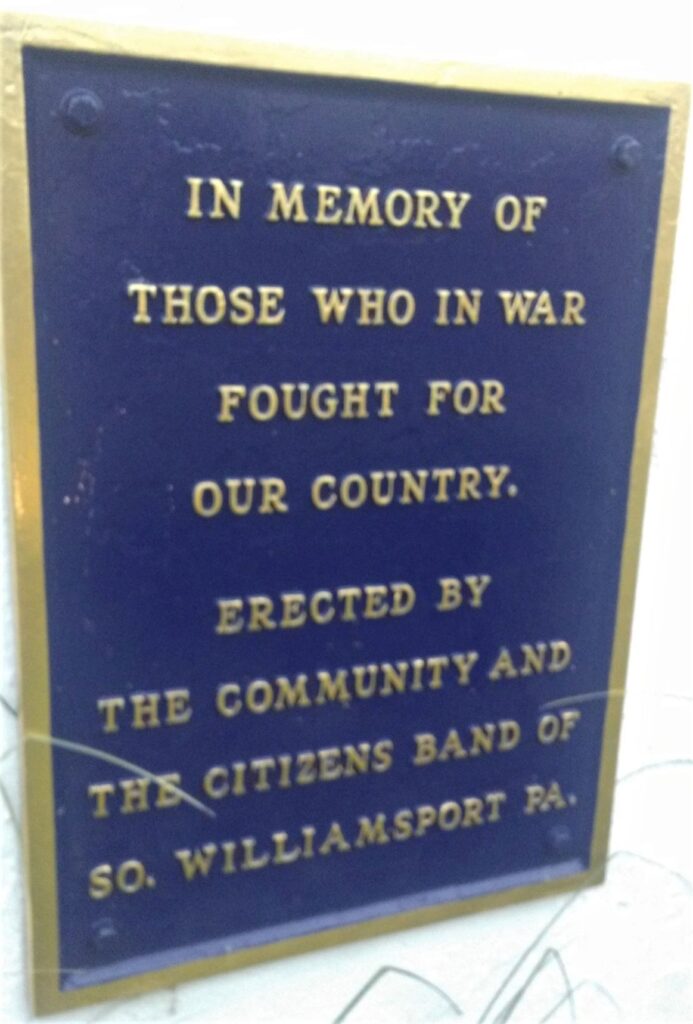 IN MEMORY OF
THOSE WHO IN WAR
FOUGHT FOR
OUR COUNTRY.
ERECTED BY
THE COMMUNITY AND
THE CITIZENS BAND OF
SO. WILLIAMSPORT PA.